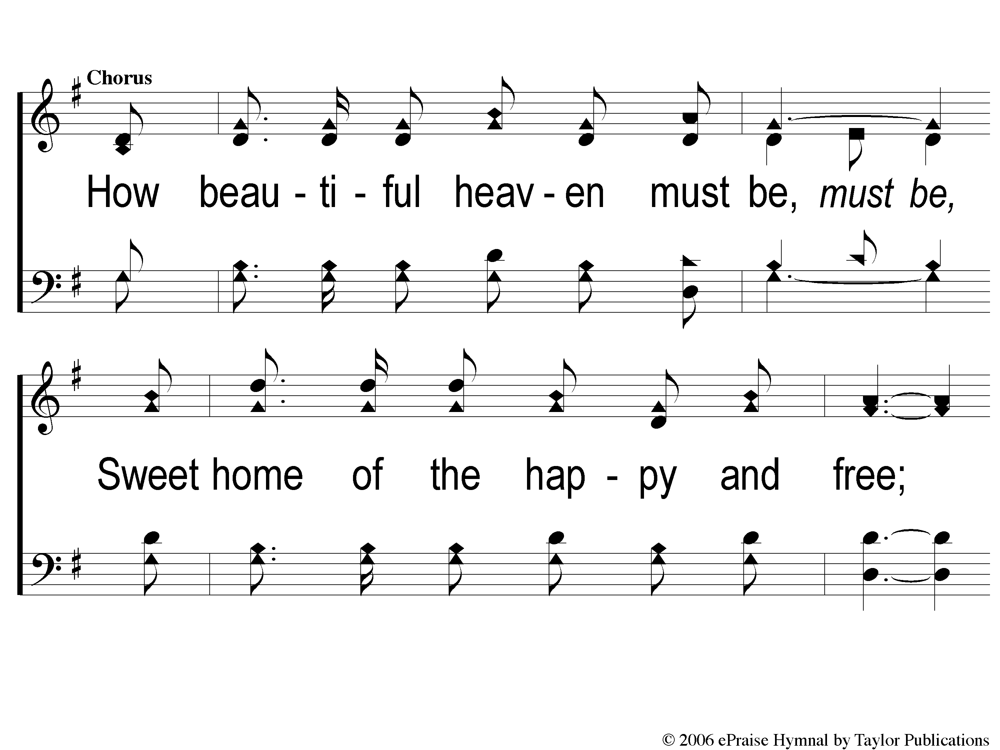 Chorus
How beau - ti - ful heav - en must be, must be,
Sweet home of the hap - py and free;
© 2006 ePraise Hymnal by Taylor Publications